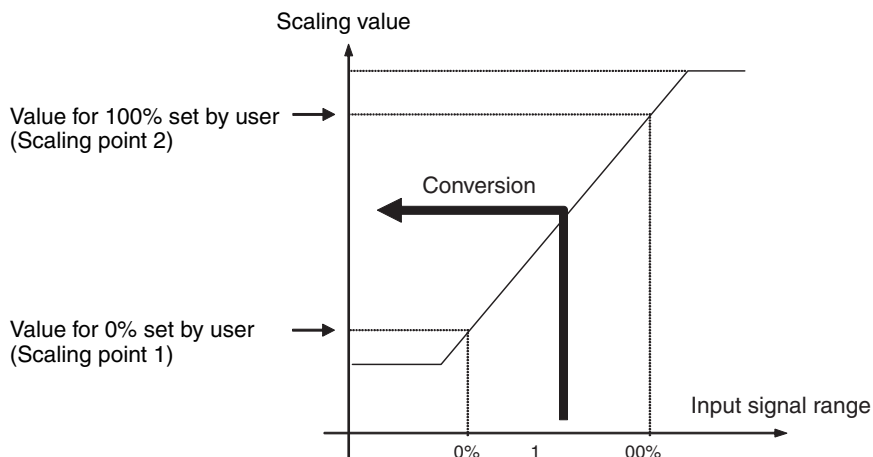 Scaling value
Value for 100% set by user
(Scaling point 2)
Conversion
Value for 0% set by user
(Scaling point 1)
Input signal range
0% 1 00%